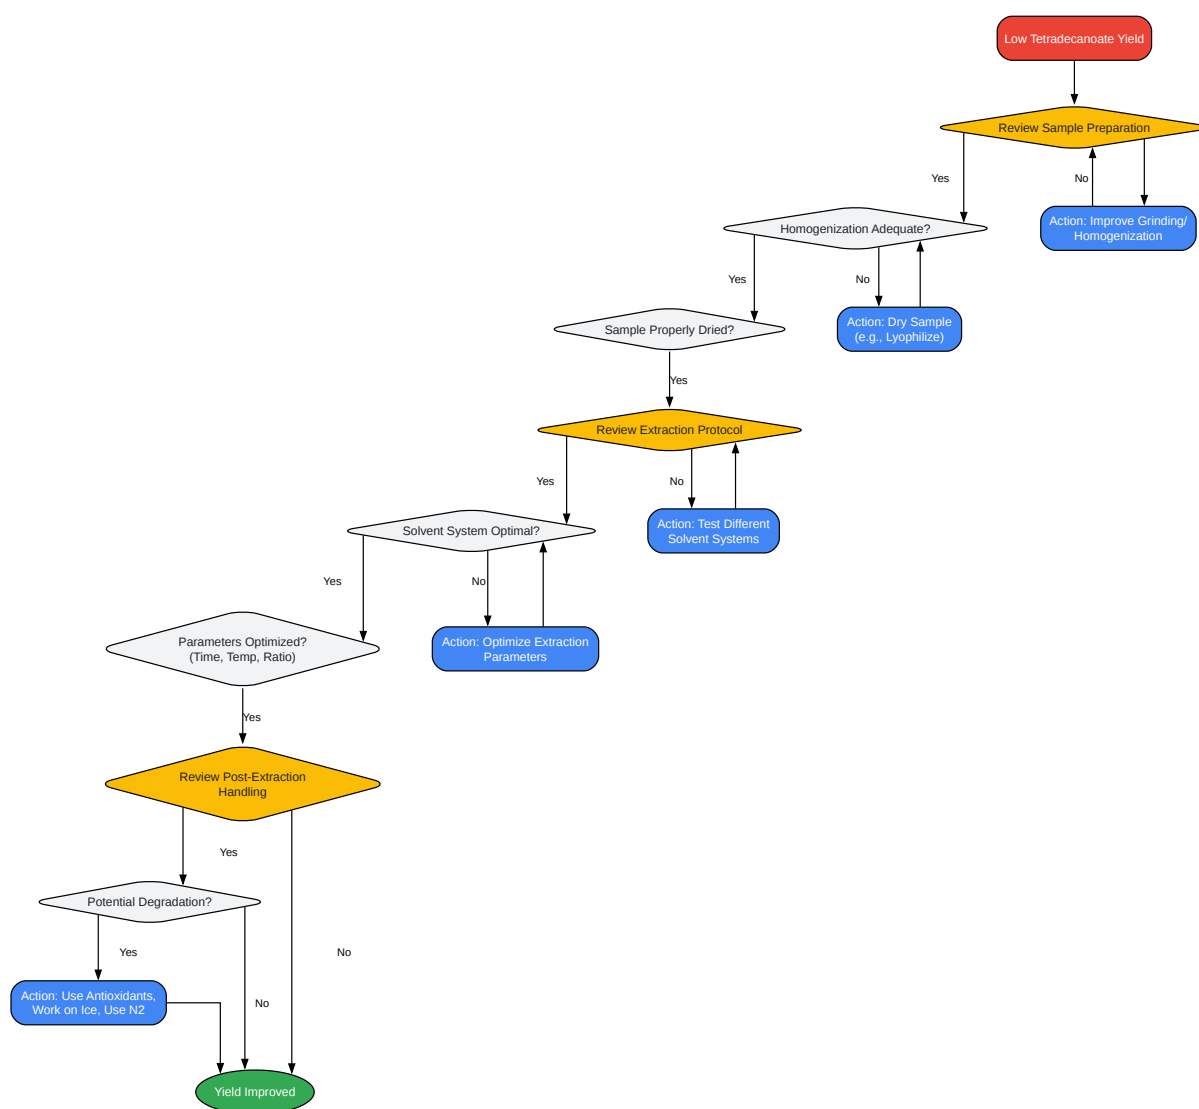 Low Tetradecanoate Yield
Review Sample Preparation
Yes
No
Action: Improve Grinding/
Homogenization
Homogenization Adequate?
Yes
No
Action: Dry Sample
(e.g., Lyophilize)
Sample Properly Dried?
Yes
Review Extraction Protocol
Yes
No
Action: Test Different
Solvent Systems
Solvent System Optimal?
Yes
No
Action: Optimize Extraction
Parameters
Parameters Optimized?
(Time, Temp, Ratio)
Yes
Review Post-Extraction
Handling
Yes
No
Potential Degradation?
Yes
No
Action: Use Antioxidants,
Work on Ice, Use N2
Yield Improved